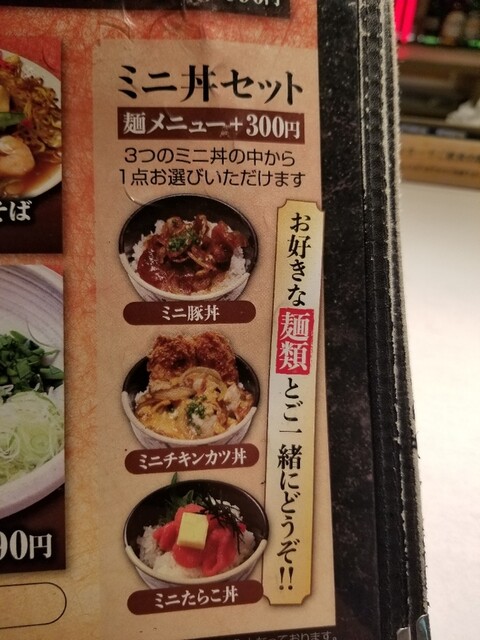 ミニ丼セット
麺メニュー+300円
3つのミニ丼の中から
1点お選びいただけます
ミニ豚丼
ミニチキンカツ丼
ミニたらこ丼
お好きな麺類とご一緒にどうぞ!!
そば
90円